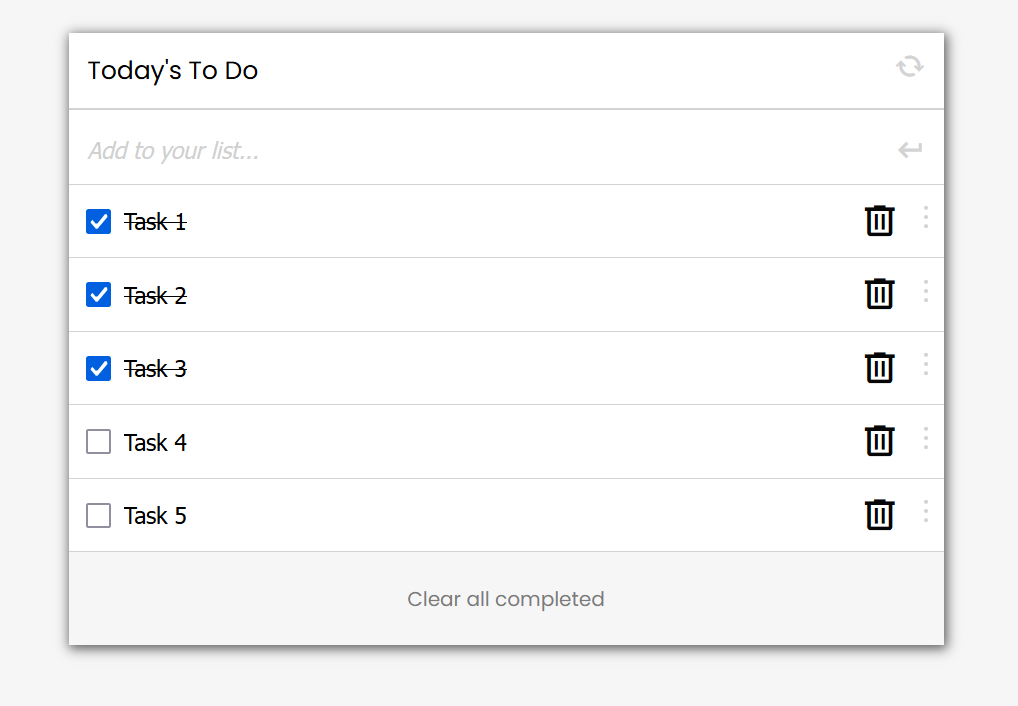 Today's To Do
Add to your list...
Task 1
Task 2
Task 3
Task 4
Task 5
Clear all completed